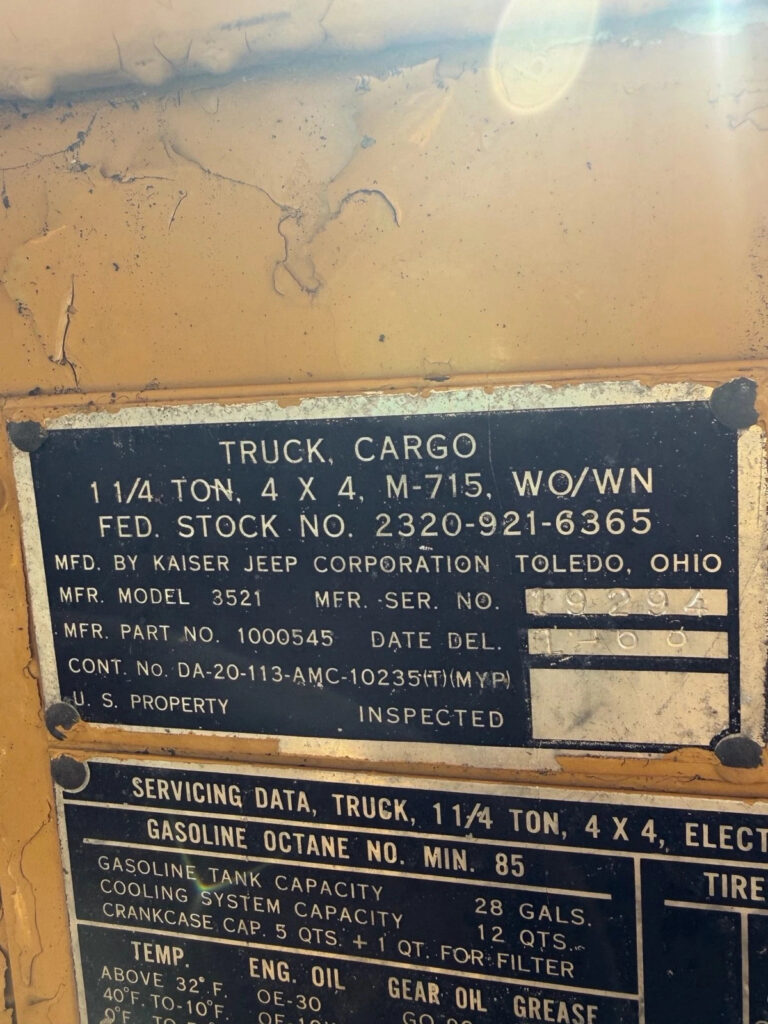 TRUCK, CARGO
1 1/4 TON, 4 X 4, M-715, WO/WN
FED. STOCK NO. 2320-921-6365
MFD. BY KAISER JEEP CORPORATION TOLEDO, OHIO
MFR. MODEL 3521 MFR. SER. NO. 19294
MFR. PART NO. 1000545 DATE DEL. 1-68
CONT. NO. DA-20-113-AMC-10235(T)(MYP)
U. S. PROPERTY INSPECTED
SERVICING DATA, TRUCK, 1 1/4 TON, 4 X 4, ELECT
GASOLINE OCTANE NO. MIN. 85
TIRE
GASOLINE TANK CAPACITY 28 GALS.
COOLING SYSTEM CAPACITY 12 QTS.
CRANKCASE CAP. 5 QTS. + 1 QT. FOR FILTER
TEMP. ENG. OIL GEAR OIL GREASE
ABOVE 32°F. OE-30
40°F. TO-10°F.